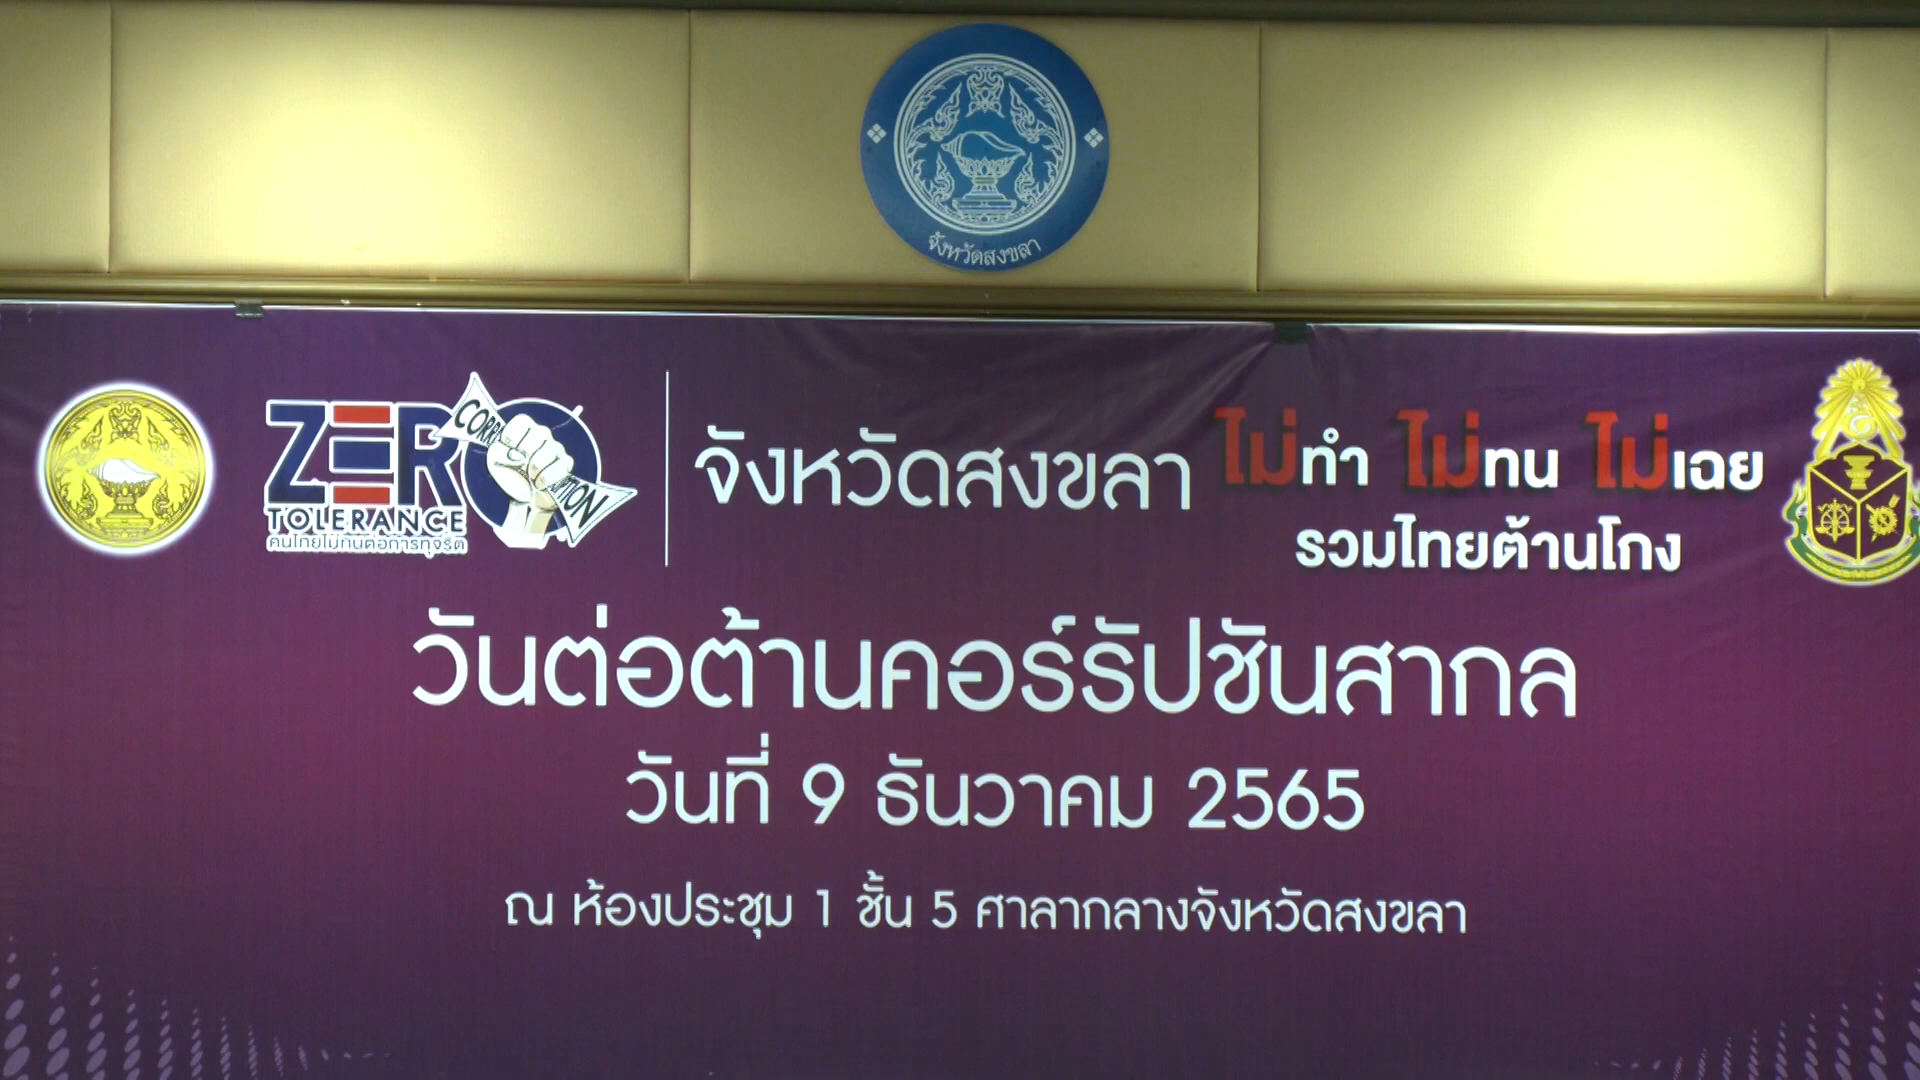 จังหวัดสงขลา
ZERO
CORRUPTION
TOLERANCE
คนไทยไม่ทนต่อการทุจริต
จังหวัดสงขลา
ไม่ทำ ไม่ทน ไม่เฉย
รวมไทยต้านโกง
วันต่อต้านคอร์รัปชันสากล
วันที่ 9 ธันวาคม 2565
ณ ห้องประชุม 1 ชั้น 5 ศาลากลางจังหวัดสงขลา